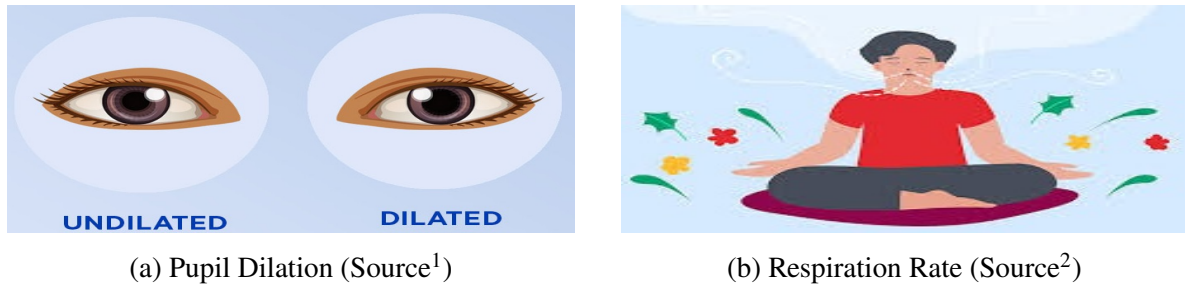 UNDILATED
DILATED
(a) Pupil Dilation (Source¹)
(b) Respiration Rate (Source²)